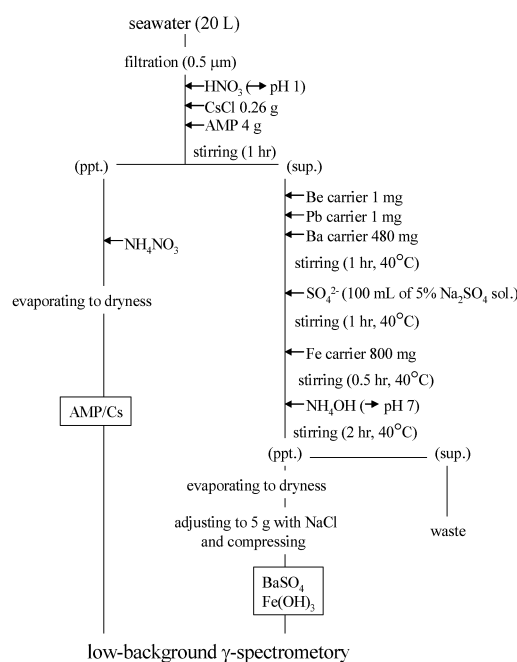 seawater (20 L)
filtration (0.5 μm)
HNO₃ (→ pH 1)
CsCl 0.26 g
AMP 4 g
stirring (1 hr)
(ppt.)
(sup.)
Be carrier 1 mg
Pb carrier 1 mg
Ba carrier 480 mg
stirring (1 hr, 40°C)
NH₄NO₃
evaporating to dryness
SO₄²⁻ (100 mL of 5% Na₂SO₄ sol.)
stirring (1 hr, 40°C)
Fe carrier 800 mg
stirring (0.5 hr, 40°C)
AMP/Cs
NH₄OH (→ pH 7)
stirring (2 hr, 40°C)
(ppt.)
(sup.)
evaporating to dryness
waste
adjusting to 5 g with NaCl
and compressing
BaSO₄
Fe(OH)₃
low-background γ-spectrometory